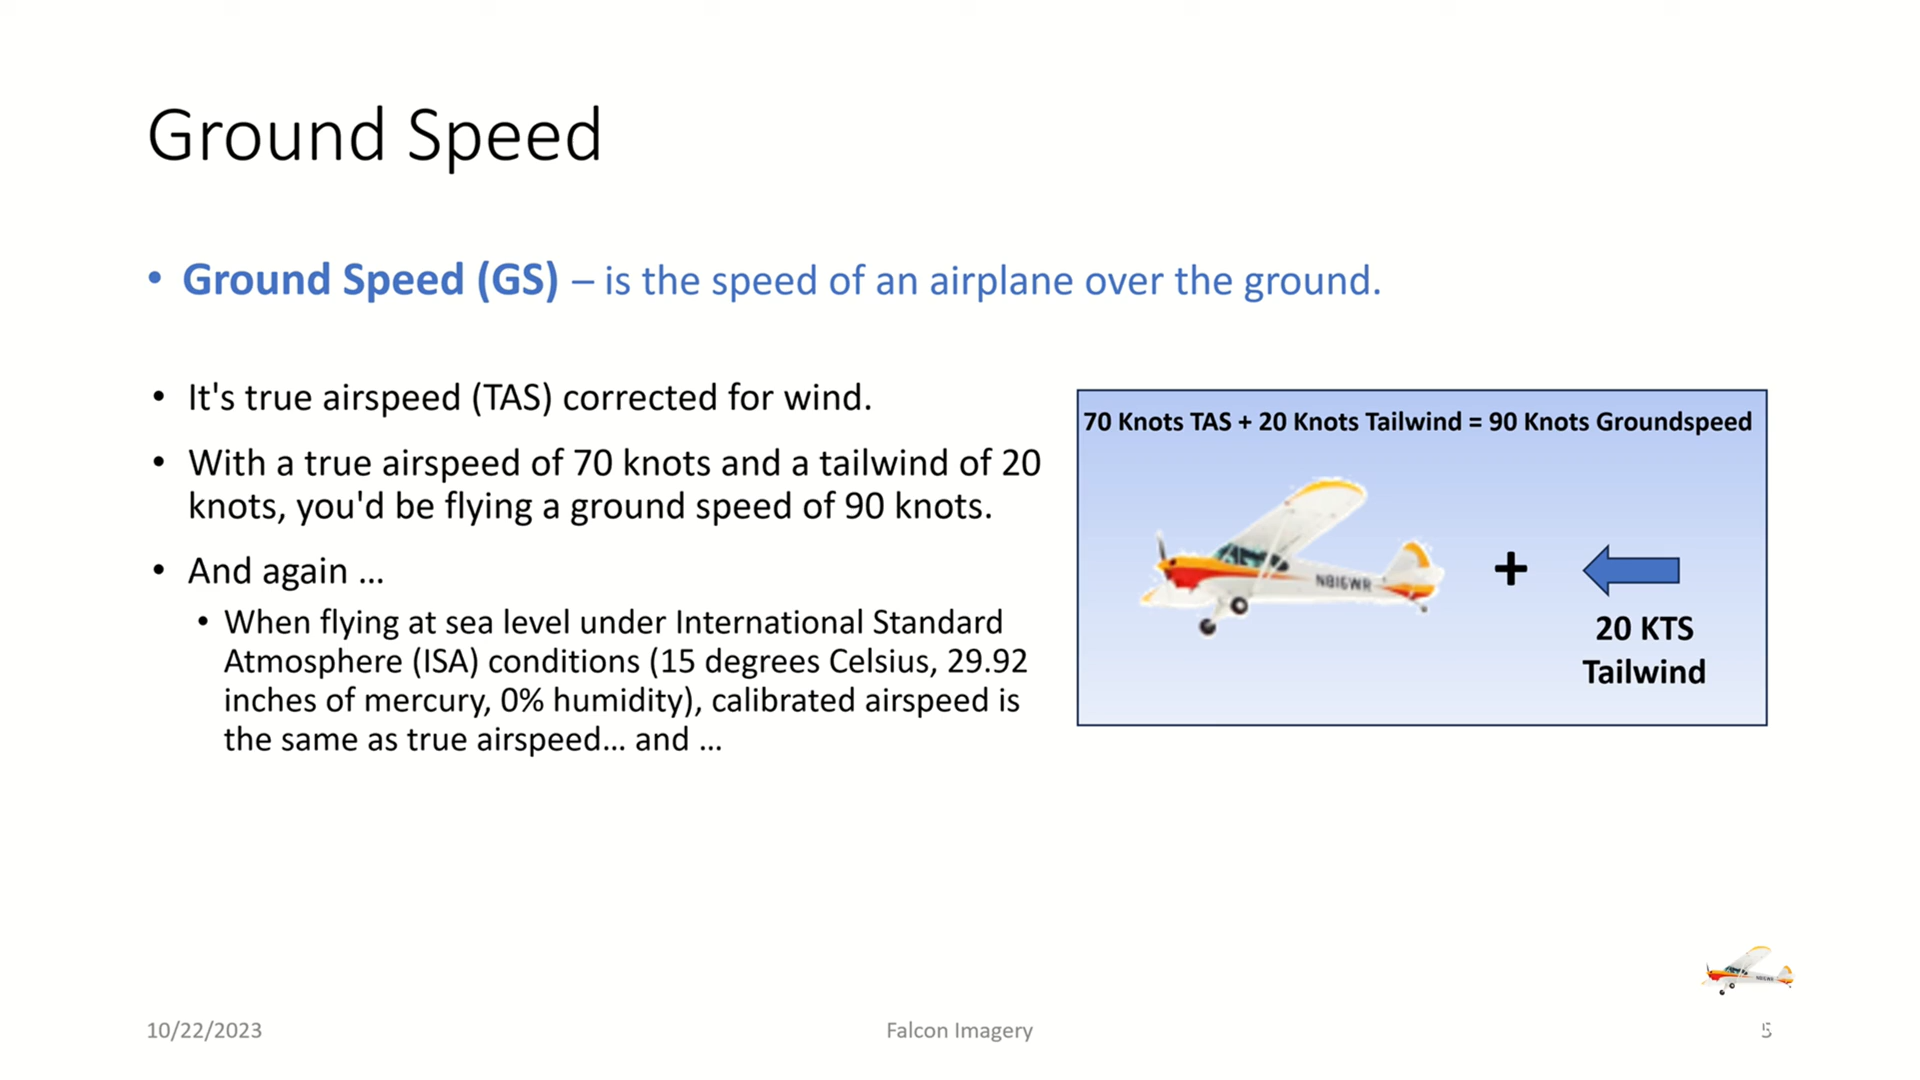 Ground Speed
• Ground Speed (GS) – is the speed of an airplane over the ground.
• It's true airspeed (TAS) corrected for wind.
• With a true airspeed of 70 knots and a tailwind of 20
knots, you'd be flying a ground speed of 90 knots.
• And again ...
• When flying at sea level under International Standard
Atmosphere (ISA) conditions (15 degrees Celsius, 29.92
inches of mercury, 0% humidity), calibrated airspeed is
the same as true airspeed... and ...
70 Knots TAS + 20 Knots Tailwind = 90 Knots Groundspeed
N816WR
+
20 KTS
Tailwind
10/22/2023
Falcon Imagery
5